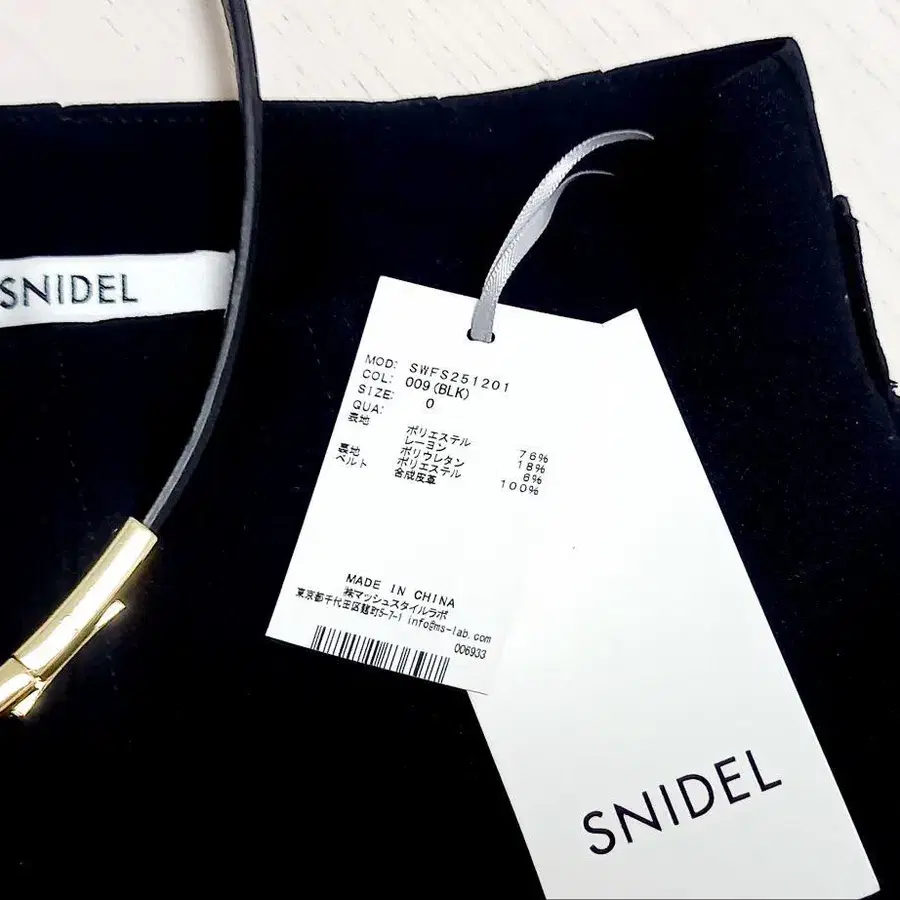 SNIDEL
MOD: SWFS251201
COL: 009(BLK)
SIZE: 0
QUA:
表地 ポリエステル 76%
レーヨン 18%
ポリウレタン 6%
裏地 ポリエステル 100%
ベルト 合成皮革
MADE IN CHINA
㈱マッシュスタイルラボ
東京都千代田区麹町5-7-1 info@ms-lab.com
006933
SNIDEL